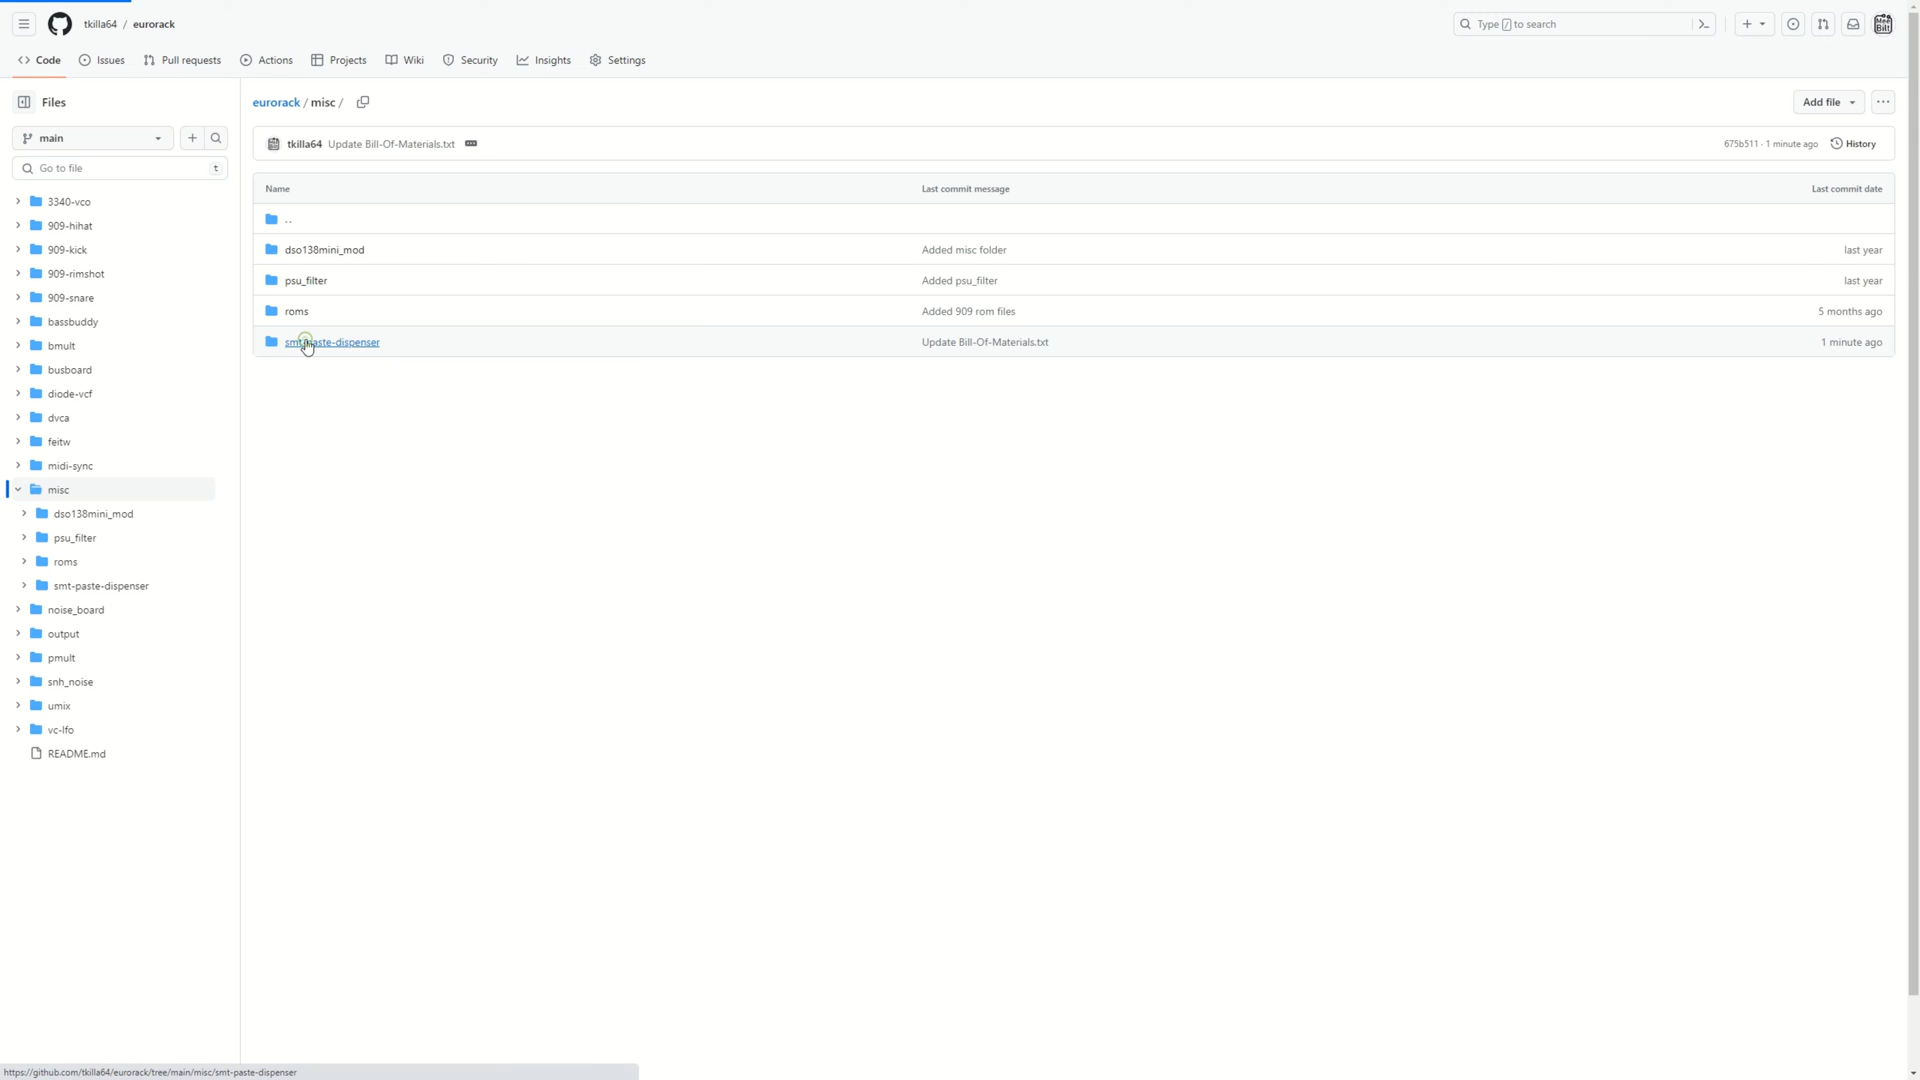 tkilla64 / eurorack
Type / to search
Code
Issues
Pull requests
Actions
Projects
Wiki
Security
Insights
Settings
Files
eurorack / misc /
Add file
main
tkilla64 Update Bill-Of-Materials.txt
675b511 · 1 minute ago
History
Go to file
t
Name
Last commit message
Last commit date
..
dso138mini_mod
Added misc folder
last year
psu_filter
Added psu_filter
last year
roms
Added 909 rom files
5 months ago
smt-paste-dispenser
Update Bill-Of-Materials.txt
1 minute ago
3340-vco
909-hihat
909-kick
909-rimshot
909-snare
bassbuddy
bmult
busboard
diode-vcf
dvca
feitw
midi-sync
misc
dso138mini_mod
psu_filter
roms
smt-paste-dispenser
noise_board
output
pmult
snh_noise
umix
vc-lfo
README.md
https://github.com/tkilla64/eurorack/tree/main/misc/smt-paste-dispenser